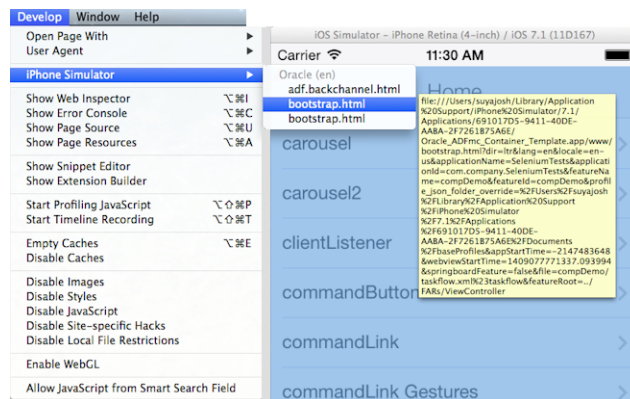 Develop Window Help
Open Page With
User Agent
iPhone Simulator
Show Web Inspector ⌥⌘I
Show Error Console ⌥⌘C
Show Page Source ⌥⌘U
Show Page Resources ⌥⌘A
Show Snippet Editor
Show Extension Builder
Start Profiling JavaScript ⌥⇧⌘P
Start Timeline Recording ⌥⇧⌘T
Empty Caches ⌥⌘E
Disable Caches
Disable Images
Disable Styles
Disable JavaScript
Disable Site-specific Hacks
Disable Local File Restrictions
Enable WebGL
Allow JavaScript from Smart Search Field
iOS Simulator – iPhone Retina (4-inch) / iOS 7.1 (11D167)
Carrier 11:30 AM
Home
Oracle (en)
adf.backchannel.html
bootstrap.html
bootstrap.html
carousel
carousel2
clientListener
commandButton
commandLink
commandLink Gestures
file:///Users/suyajosh/Library/Application
%20Support/iPhone%20Simulator/7.1/
Applications/691017D5-9411-40DE-
AABA-2F7261B75A6E/
Oracle_ADFmc_Container_Template.app/www/
bootstrap.html?dir=ltr&lang=en&locale=en-
us&applicationName=SeleniumTests&applicati
onId=com.company.SeleniumTests&featureNa
me=compDemo&featureId=compDemo&profil
e_json_folder_override=%2FUsers%2Fsuyajosh
%2FLibrary%2FApplication%20Support
%2FiPhone%20Simulator
%2F7.1%2FApplications
%2F691017D5-9411-40DE-
AABA-2F7261B75A6E%2FDocuments
%2FbaseProfiles&appStartTime=-2147483648
&webviewStartTime=1409077771337.093994
&springboardFeature=false&file=compDemo/
taskflow.xml%23taskflow&featureRoot=../
FARs/ViewController